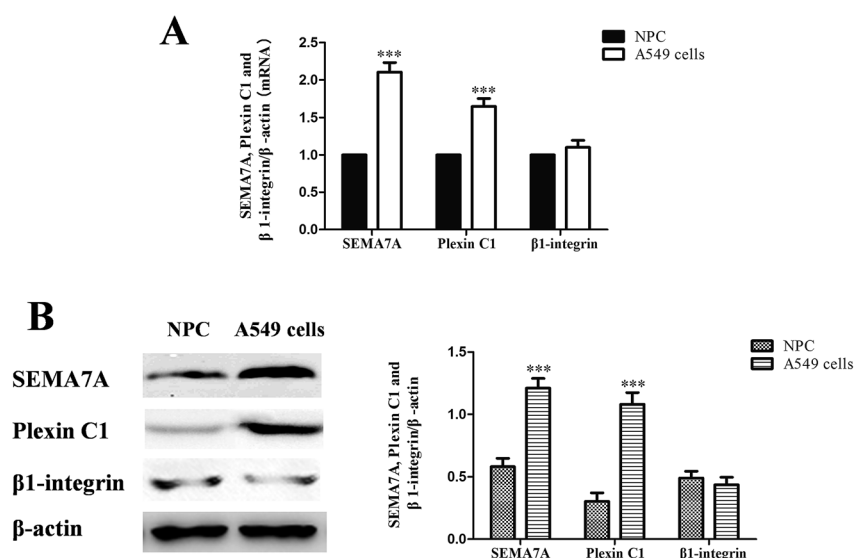 A
SEMA7A, Plexin C1 and
β 1-integrin/β -actin (mRNA)
2.5
2.0
1.5
1.0
0.5
0.0
***
***
SEMA7A
Plexin C1
β1-integrin
NPC
A549 cells
B
NPC
A549 cells
SEMA7A
Plexin C1
β1-integrin
β-actin
SEMA7A, Plexin C1 and
β 1-integrin/β -actin
1.5
1.0
0.5
0.0
***
***
SEMA7A
Plexin C1
β1-integrin
NPC
A549 cells